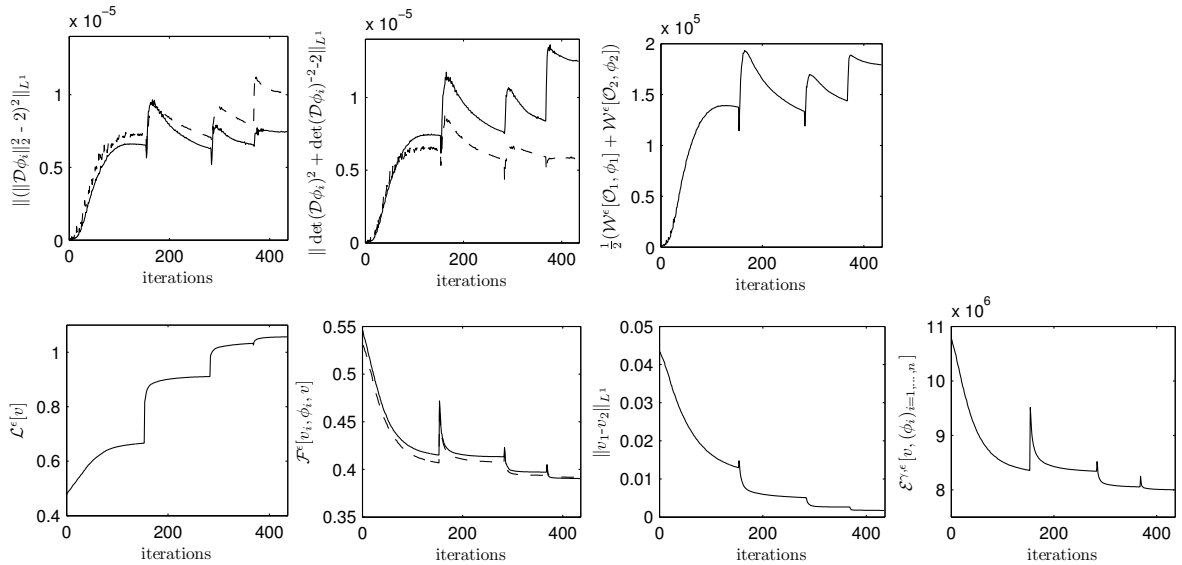 x 10^-5
||(||Dϕ_i||_2^2 - 2)^2||_{L^1}
1
0.5
0
0 200 400
iterations
x 10^-5
|| det(Dϕ_i)^2 + det(Dϕ_i)^-2-2||_{L^1}
1
0.5
0
0 200 400
iterations
x 10^5
½(W^ϵ[O_1, ϕ_1] + W^ϵ[O_2, ϕ_2])
2
1.5
1
0.5
0
0 200 400
iterations
L^ϵ[v]
1
0.8
0.6
0.4
0 200 400
iterations
F^ϵ[v_i, ϕ_i, v]
0.55
0.5
0.45
0.4
0.35
0 200 400
iterations
||v_1-v_2||_{L^1}
0.05
0.04
0.03
0.02
0.01
0
0 200 400
iterations
x 10^6
E^{γ,ϵ}[v, (ϕ_i)_{i=1,...,n}]
11
10
9
8
0 200 400
iterations